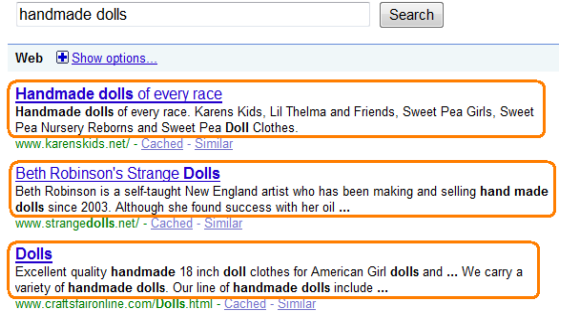 handmade dolls Search
Web Show options...
Handmade dolls of every race
Handmade dolls of every race. Karens Kids, Lil Thelma and Friends, Sweet Pea Girls, Sweet
Pea Nursery Reborns and Sweet Pea Doll Clothes.
www.karenskids.net/ - Cached - Similar
Beth Robinson's Strange Dolls
Beth Robinson is a self-taught New England artist who has been making and selling hand made
dolls since 2003. Although she found success with her oil ...
www.strangedolls.net/ - Cached - Similar
Dolls
Excellent quality handmade 18 inch doll clothes for American Girl dolls and ... We carry a
variety of handmade dolls. Our line of handmade dolls include ...
www.craftsfaironline.com/Dolls.html - Cached - Similar